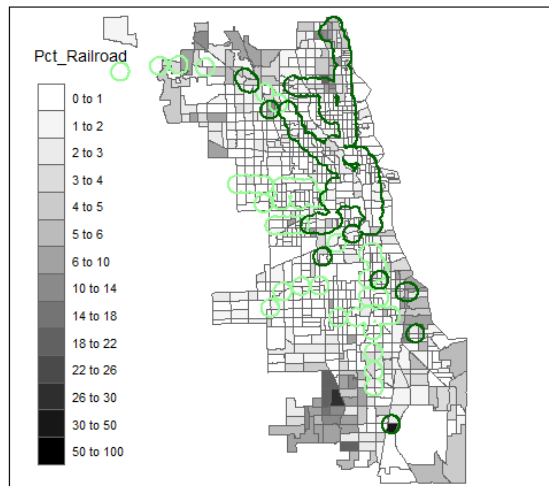 Pct_Railroad
0 to 1
1 to 2
2 to 3
3 to 4
4 to 5
5 to 6
6 to 10
10 to 14
14 to 18
18 to 22
22 to 26
26 to 30
30 to 50
50 to 100